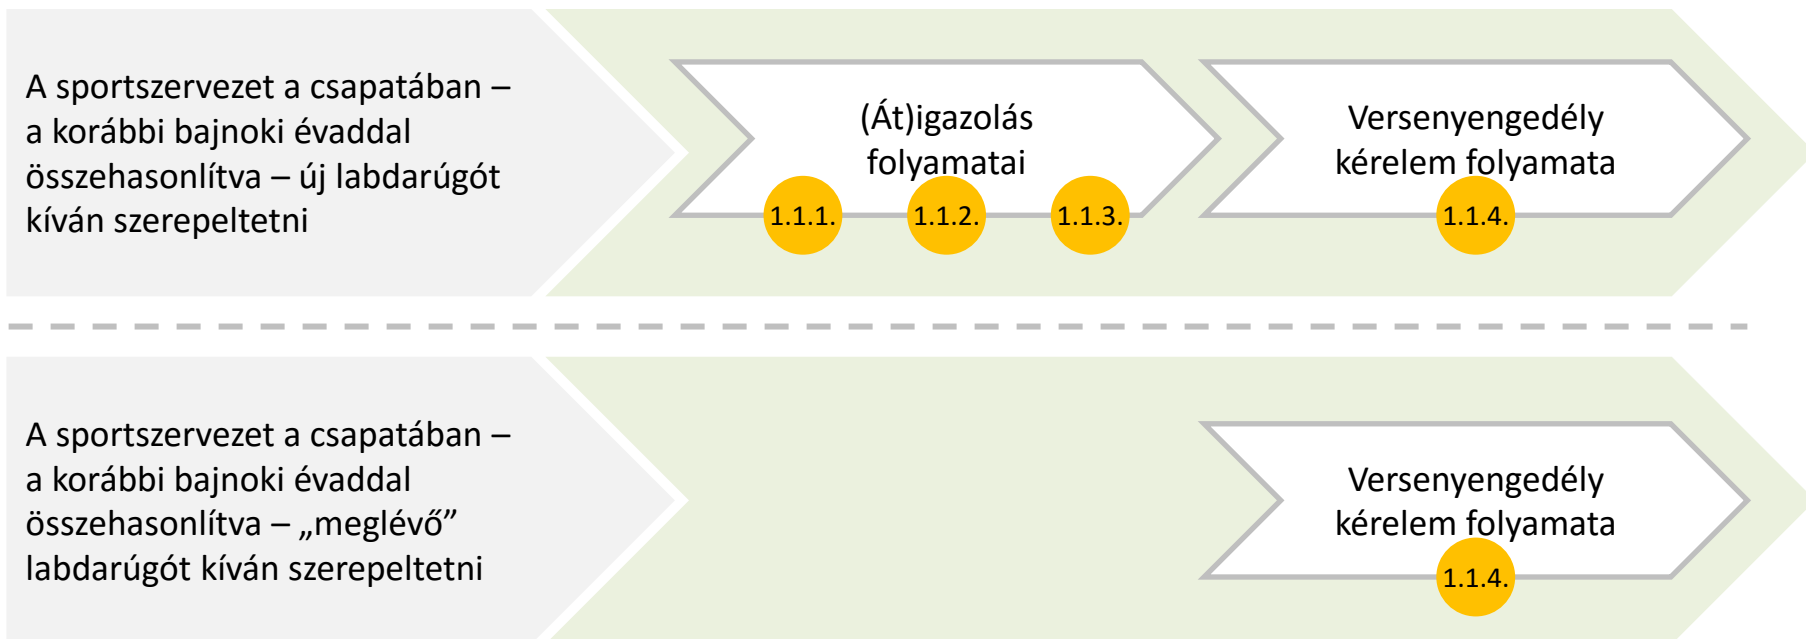 A sportszervezet a csapatában –
a korábbi bajnoki évaddal
összehasonlítva – új labdarúgót
kíván szerepeltetni
(Át)igazolás
folyamatai
1.1.1.
1.1.2.
1.1.3.
Versenyengedély
kérelem folyamata
1.1.4.
A sportszervezet a csapatában –
a korábbi bajnoki évaddal
összehasonlítva – „meglévő”
labdarúgót kíván szerepeltetni
Versenyengedély
kérelem folyamata
1.1.4.